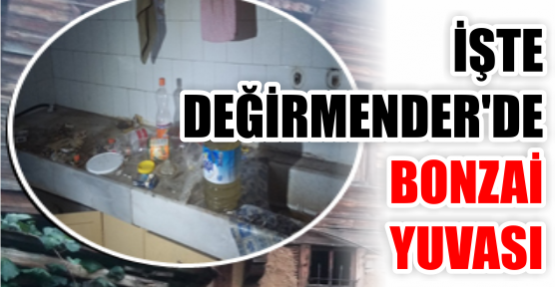 İŞTE
DEĞİRMENDER'DE
BONZAİ
YUVASI